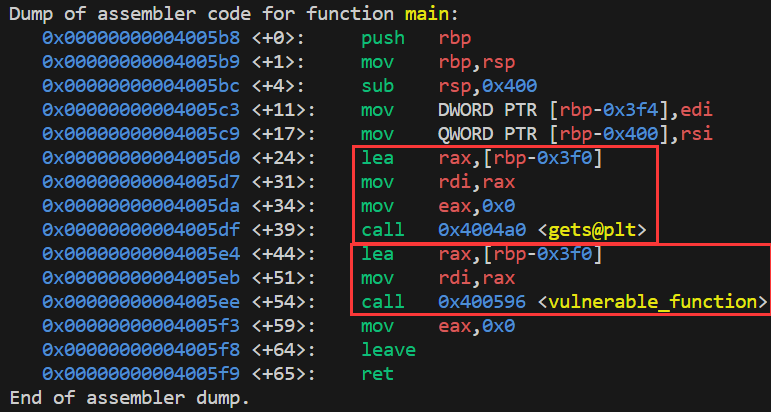 Dump of assembler code for function main:
   0x00000000004005b8 <+0>:     push   rbp
   0x00000000004005b9 <+1>:     mov    rbp,rsp
   0x00000000004005bc <+4>:     sub    rsp,0x400
   0x00000000004005c3 <+11>:    mov    DWORD PTR [rbp-0x3f4],edi
   0x00000000004005c9 <+17>:    mov    QWORD PTR [rbp-0x400],rsi
   0x00000000004005d0 <+24>:    lea    rax,[rbp-0x3f0]
   0x00000000004005d7 <+31>:    mov    rdi,rax
   0x00000000004005da <+34>:    mov    eax,0x0
   0x00000000004005df <+39>:    call   0x4004a0 <gets@plt>
   0x00000000004005e4 <+44>:    lea    rax,[rbp-0x3f0]
   0x00000000004005eb <+51>:    mov    rdi,rax
   0x00000000004005ee <+54>:    call   0x400596 <vulnerable_function>
   0x00000000004005f3 <+59>:    mov    eax,0x0
   0x00000000004005f8 <+64>:    leave
   0x00000000004005f9 <+65>:    ret
End of assembler dump.